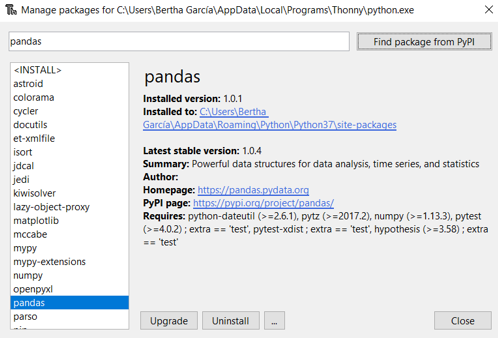 Manage packages for C:\Users\Bertha García\AppData\Local\Programs\Thonny\python.exe
pandas
Find package from PyPI
<INSTALL>
astroid
colorama
cycler
docutils
et-xmlfile
isort
jdcal
jedi
kiwisolver
lazy-object-proxy
matplotlib
mccabe
mypy
mypy-extensions
numpy
openpyxl
pandas
parso
pandas
Installed version: 1.0.1
Installed to: C:\Users\Bertha
García\AppData\Roaming\Python\Python37\site-packages
Latest stable version: 1.0.4
Summary: Powerful data structures for data analysis, time series, and statistics
Author:
Homepage: https://pandas.pydata.org
PyPI page: https://pypi.org/project/pandas/
Requires: python-dateutil (>=2.6.1), pytz (>=2017.2), numpy (>=1.13.3), pytest
(>=4.0.2) ; extra == 'test', pytest-xdist ; extra == 'test', hypothesis (>=3.58) ; extra
== 'test'
Upgrade
Uninstall
...
Close